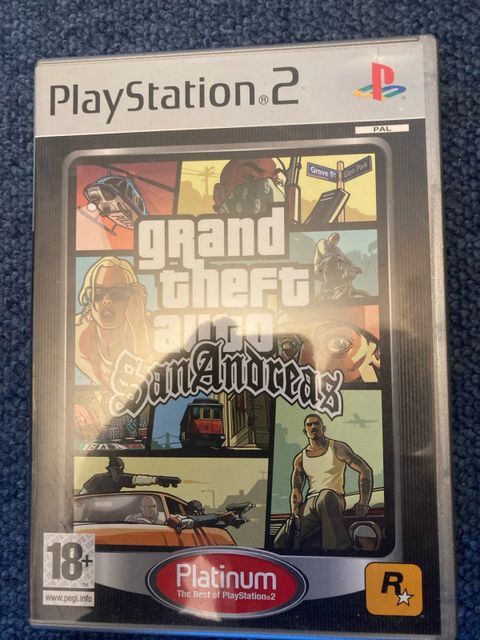 PlayStation®2
PAL
Grove St
Glen Park
grand
theft
auto
San Andreas
18+
www.pegi.info
Platinum
The Best of PlayStation®2
R